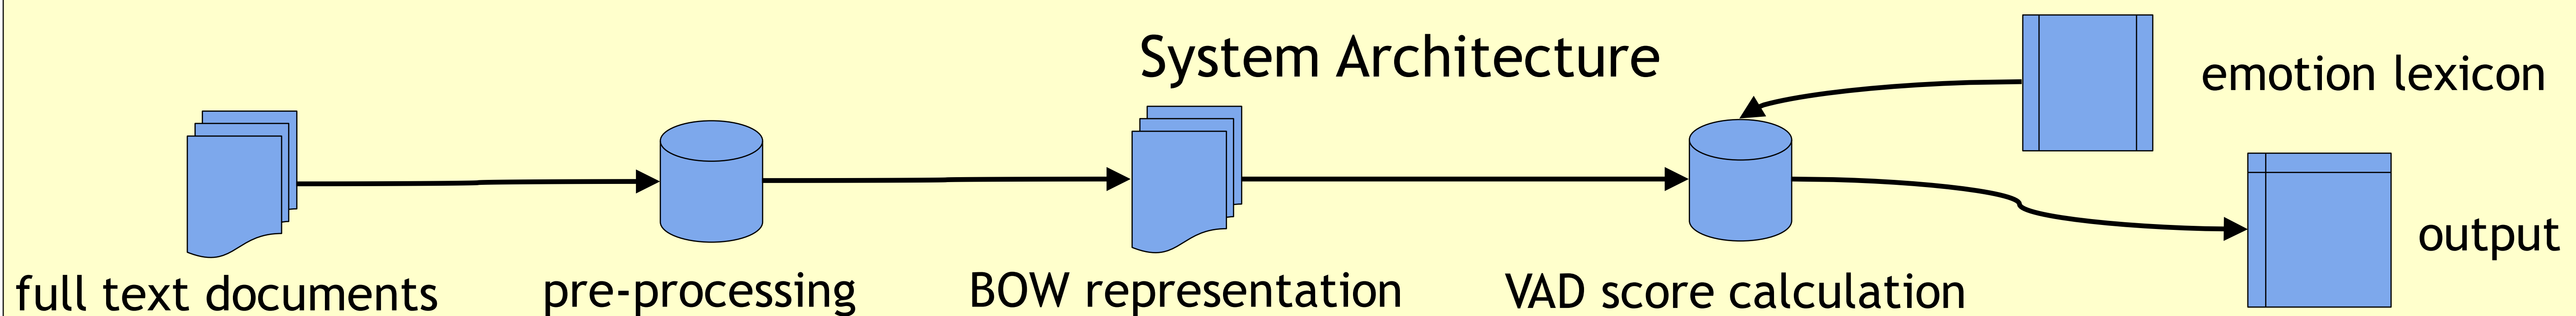 System Architecture
emotion lexicon
output
full text documents
pre-processing
BOW representation
VAD score calculation